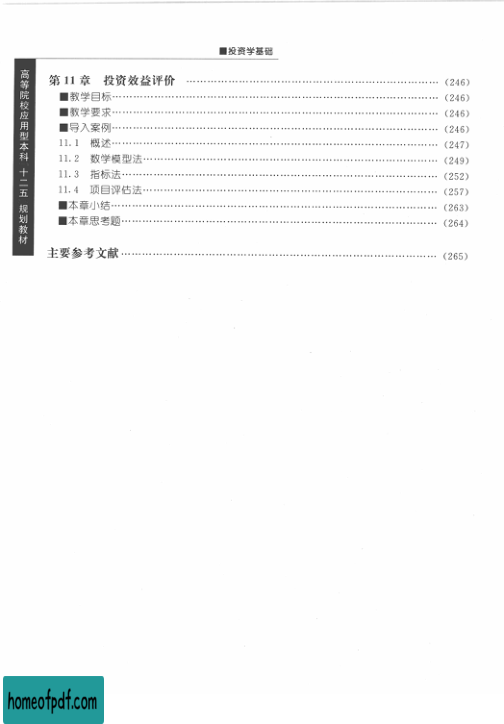 ■投资学基础
高等院校应用型本科 十二五 规划教材
第 11 章 投资效益评价 ……………………………………………… (246)
■教学目标……………………………………………… (246)
■教学要求……………………………………………… (246)
■导入案例……………………………………………… (246)
11.1 概述……………………………………………… (247)
11.2 数学模型法……………………………………………… (249)
11.3 指标法……………………………………………… (252)
11.4 项目评估法……………………………………………… (257)
■本章小结……………………………………………… (263)
■本章思考题……………………………………………… (264)
主要参考文献……………………………………………… (265)
homeofpdf.com